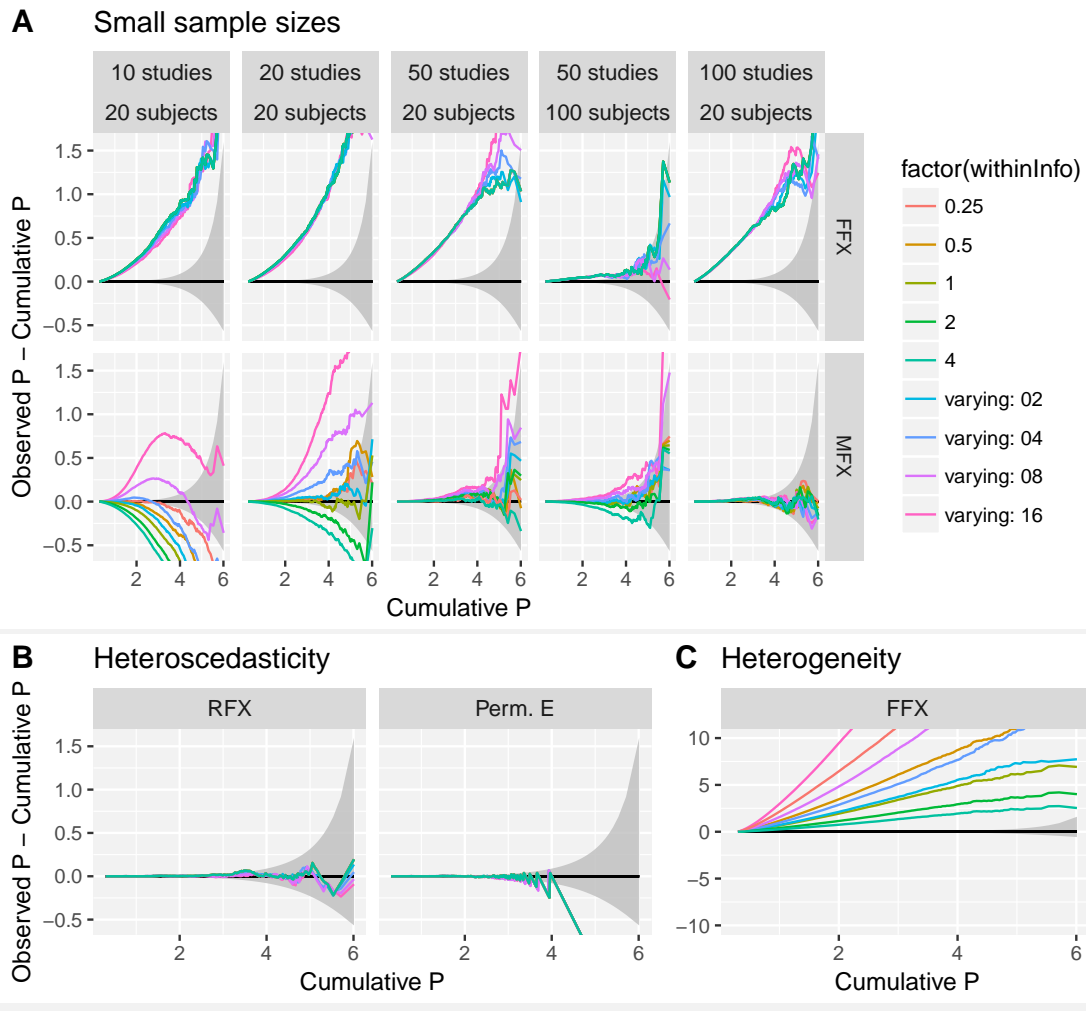 A Small sample sizes
10 studies 20 studies 50 studies 50 studies 100 studies
20 subjects 20 subjects 20 subjects 100 subjects 20 subjects
Observed P − Cumulative P
1.5
1.0
0.5
0.0
−0.5
FFX
1.5
1.0
0.5
0.0
−0.5
MFX
2 4 6 2 4 6 2 4 6 2 4 6 2 4 6
Cumulative P
factor(withinInfo)
0.25
0.5
1
2
4
varying: 02
varying: 04
varying: 08
varying: 16
B Heteroscedasticity
RFX Perm. E
Observed P − Cumulative P
1.5
1.0
0.5
0.0
−0.5
2 4 6 2 4 6
Cumulative P
C Heterogeneity
FFX
10
5
0
−5
−10
2 4 6
Cumulative P